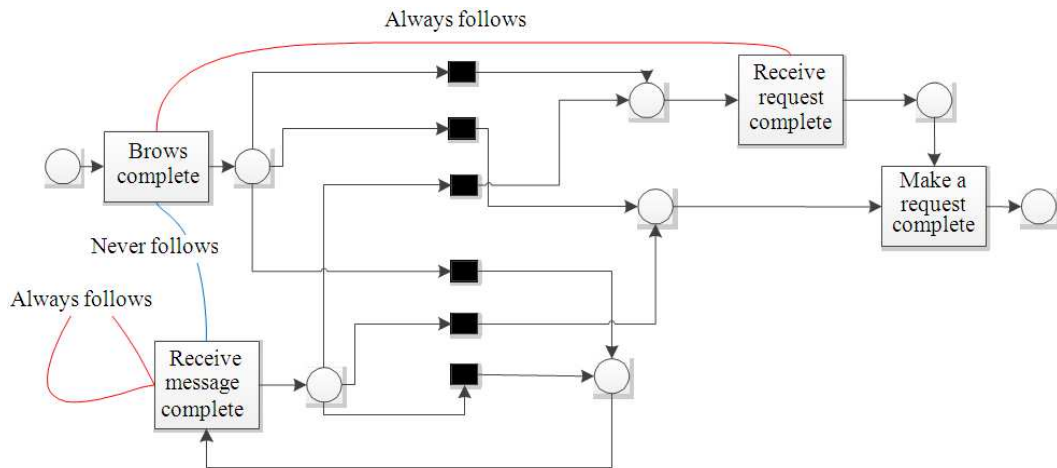 Always follows
Receive
request
complete
Brows
complete
Make a
request
complete
Never follows
Always follows
Receive
message
complete